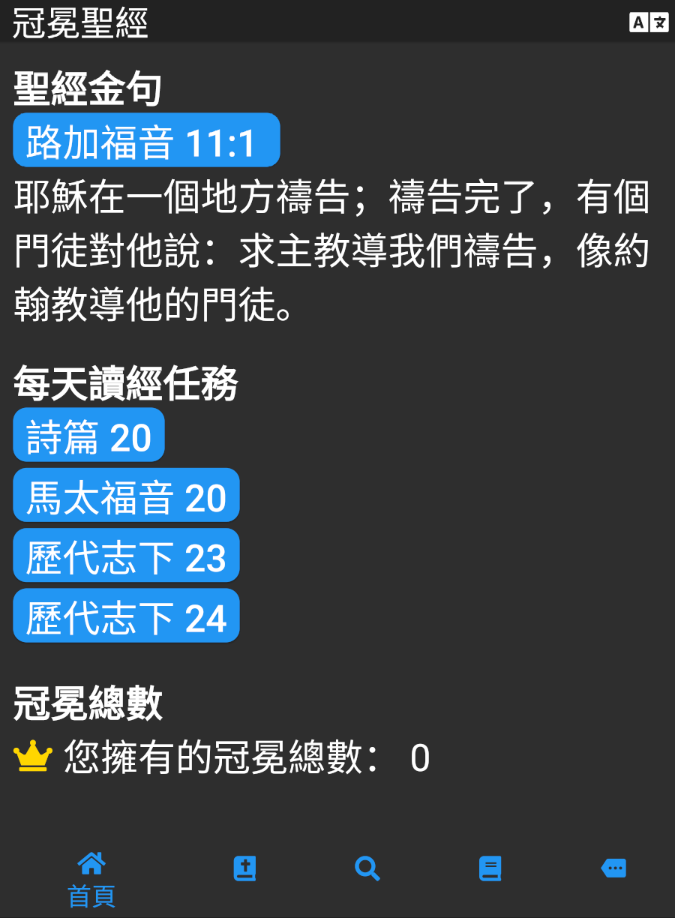 冠冕聖經
A 文
聖經金句
路加福音 11:1
耶穌在一個地方禱告；禱告完了，有個
門徒對他說：求主教導我們禱告，像約
翰教導他的門徒。
每天讀經任務
詩篇 20
馬太福音 20
歷代志下 23
歷代志下 24
冠冕總數
您擁有的冠冕總數： 0
首頁